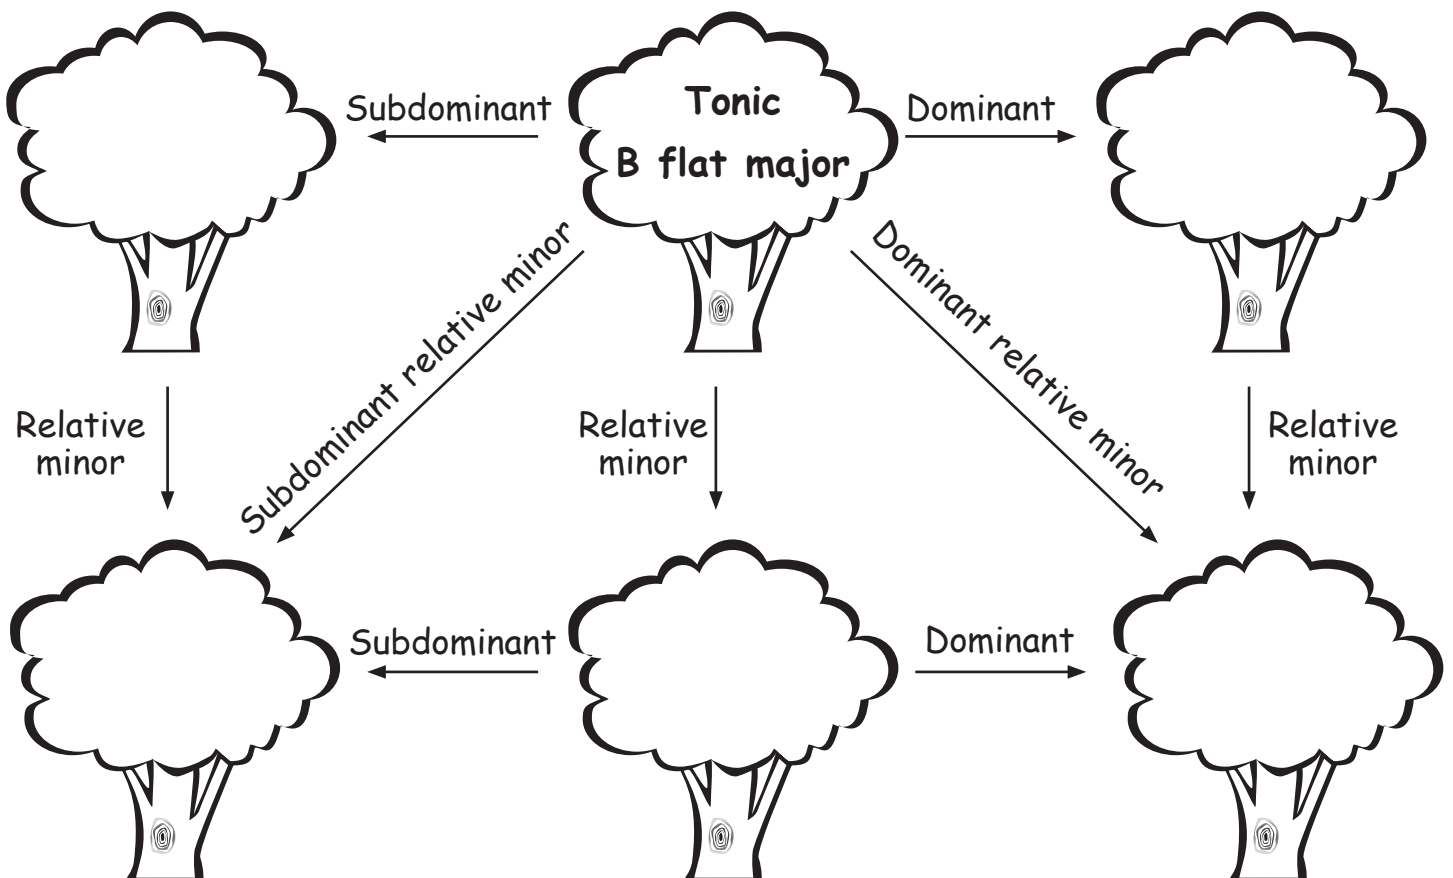 Subdominant
Tonic
Dominant
B flat major
Subdominant relative minor
Dominant relative minor
Relative
minor
Relative
minor
Relative
minor
Subdominant
Dominant